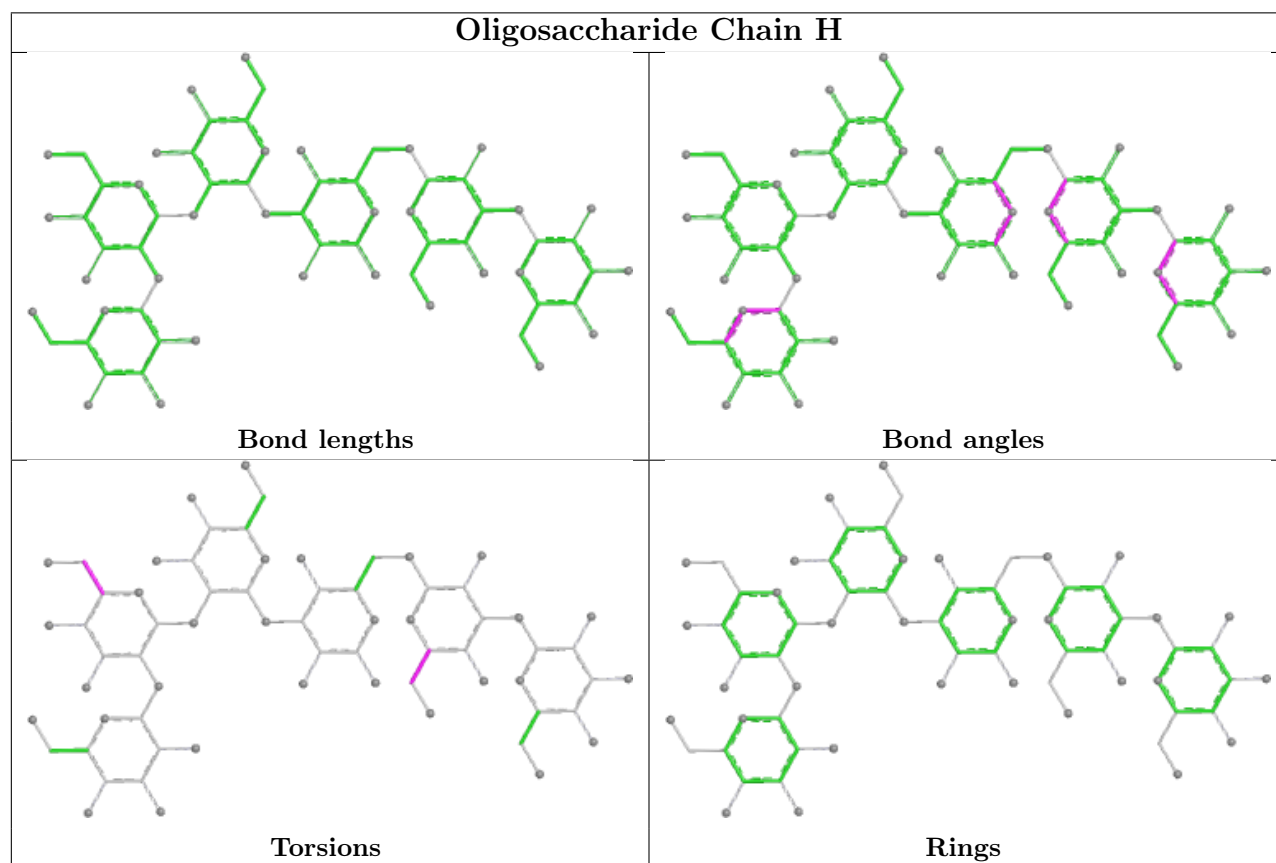 Oligosaccharide Chain H
Bond lengths
Bond angles
Torsions
Rings